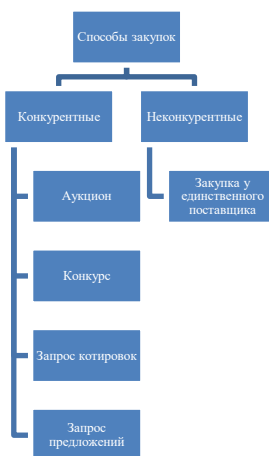 Способы закупок
Конкурентные
Неконкурентные
Аукцион
Закупка у
единственного
поставщика
Конкурс
Запрос котировок
Запрос
предложений